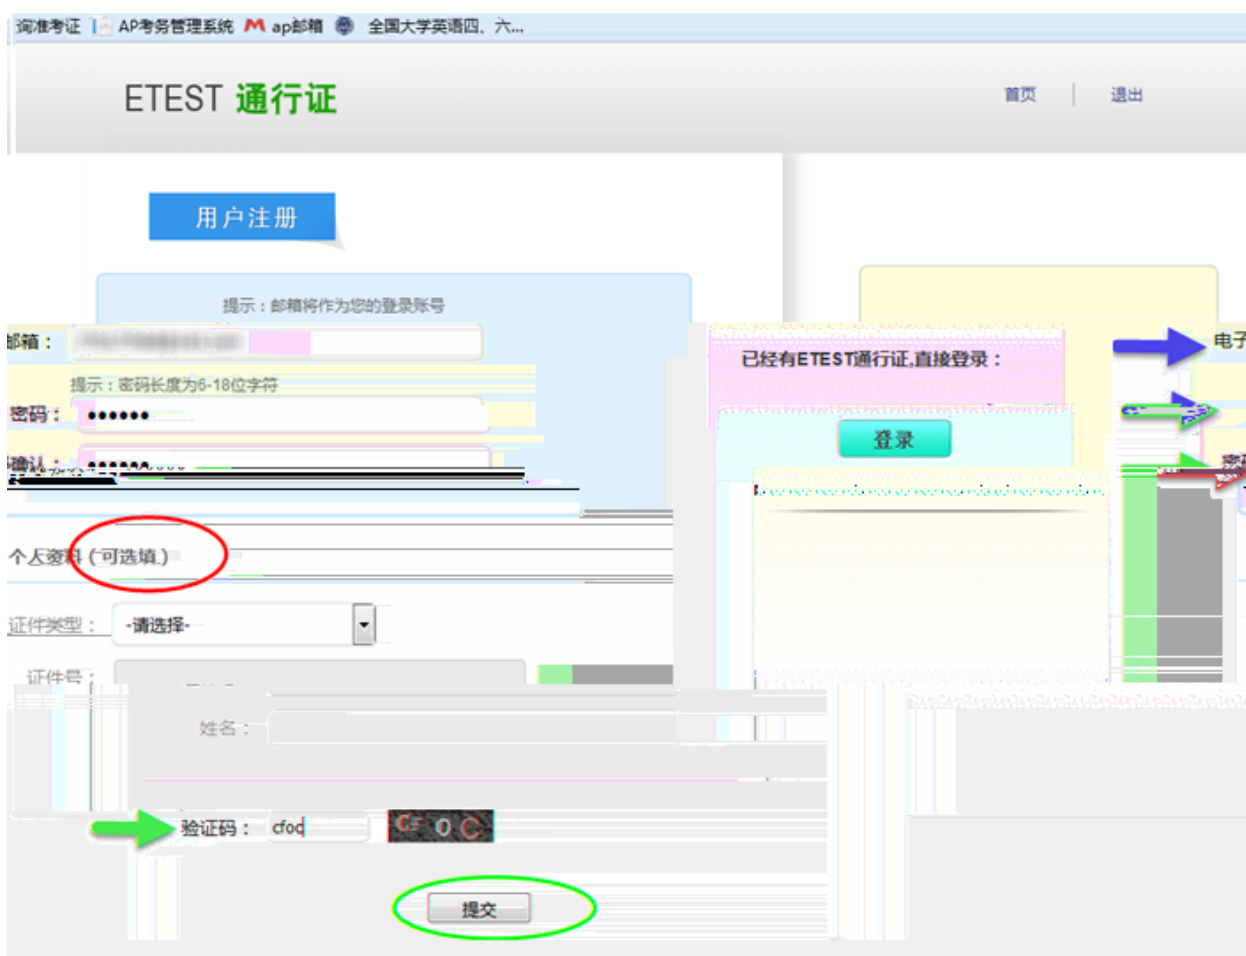 询准考证 AP考务管理系统 ap邮箱 全国大学英语四、六...
ETEST 通行证
首页 退出
用户注册
提示：邮箱将作为您的登录账号
邮箱：
已经有ETEST通行证,直接登录：
电子
提示：密码长度为6-18位字符
密码： ••••••
登录
确认：
个人资料 (可选填)
证件类型： -请选择-
证件号：
姓名：
验证码： cfoc
CFOC
提交